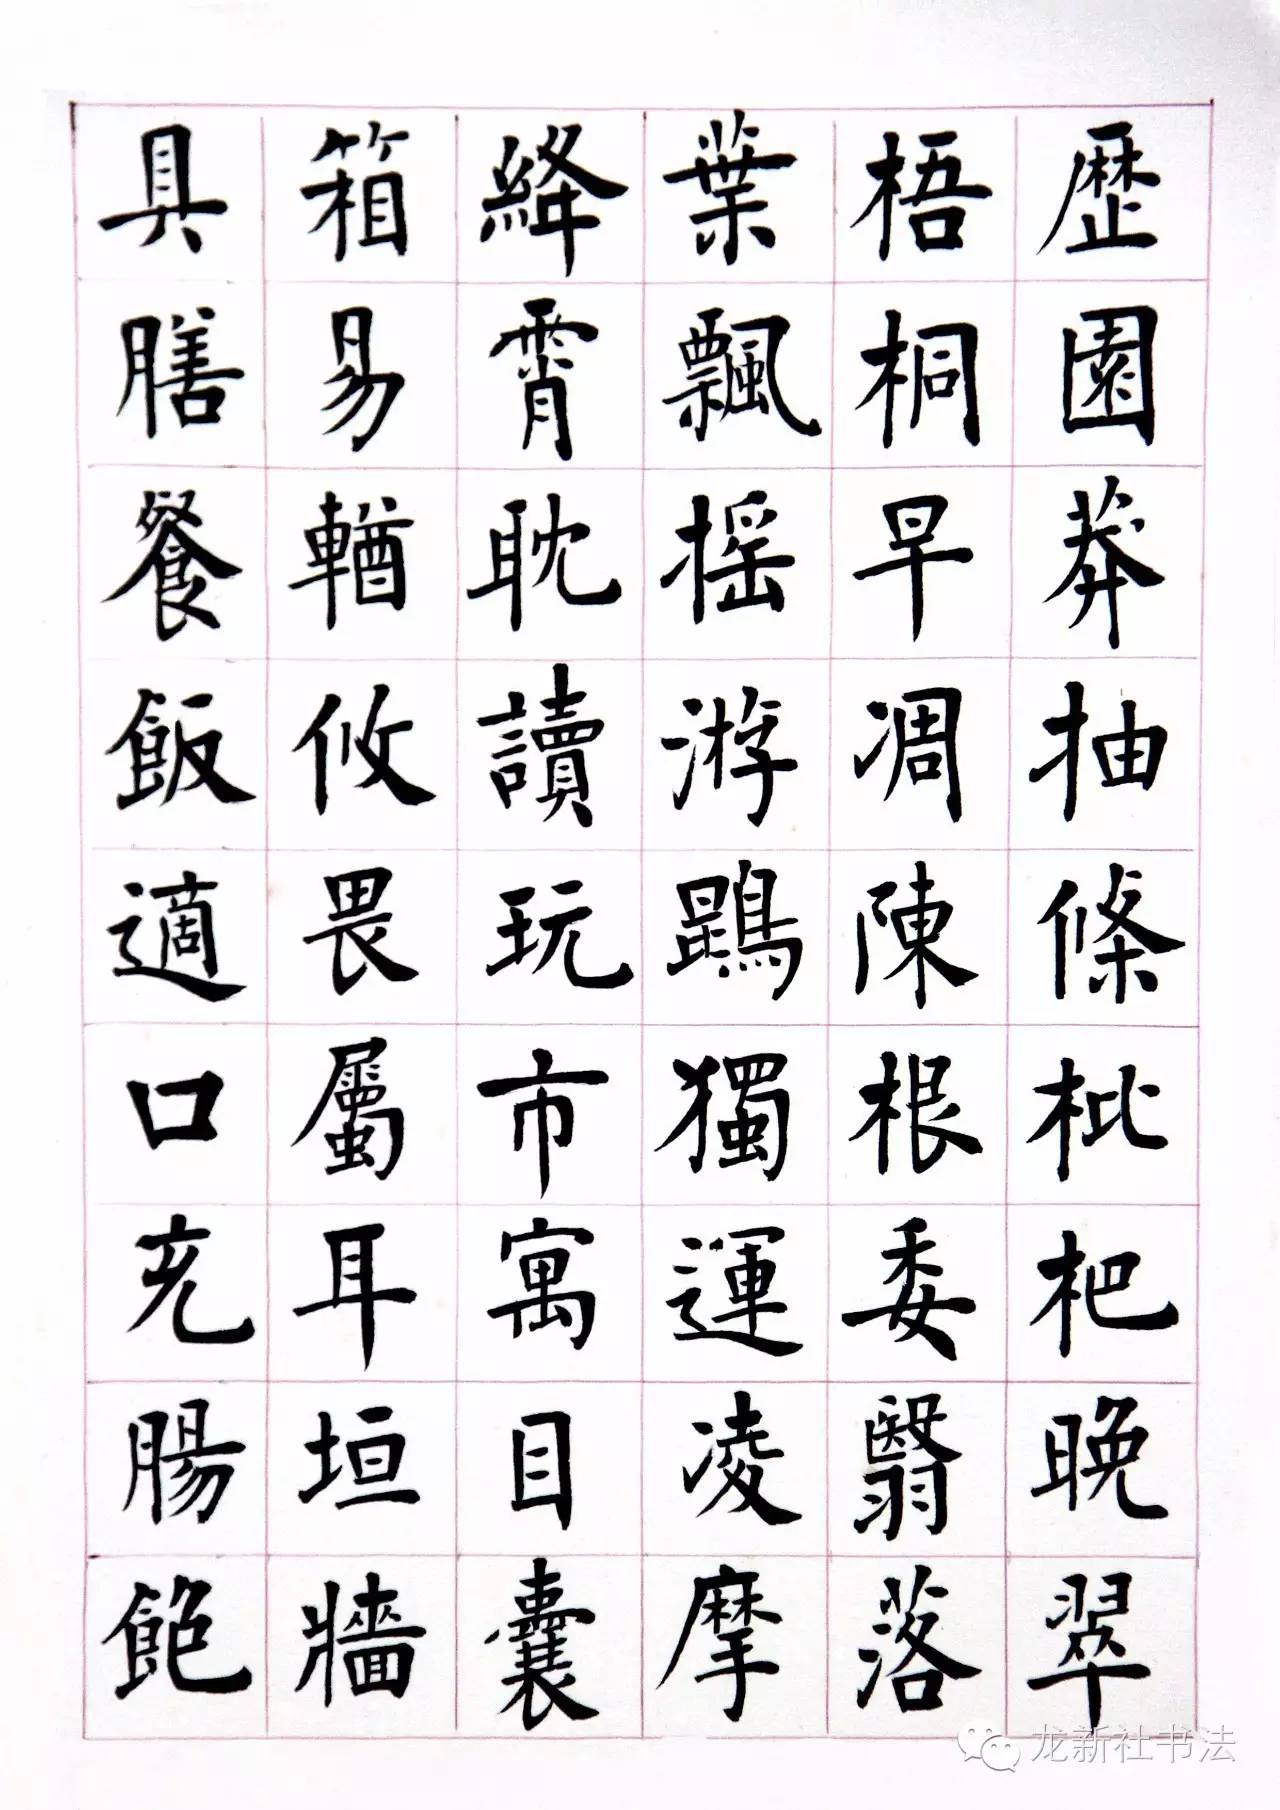 歷園莽抽條枇杷晚翠
梧桐早凋陳根委翳落
葉飄搖游鵾獨運凌摩
絳霄耽讀玩市寓目囊
箱易輶攸畏屬耳垣牆
具膳餐飯適口充腸飽
龙新社书法